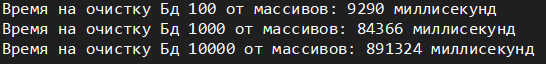 Время на очистку Бд 100 от массивов: 9290 миллисекунд
Время на очистку Бд 1000 от массивов: 84366 миллисекунд
Время на очистку Бд 10000 от массивов: 891324 миллисекунд